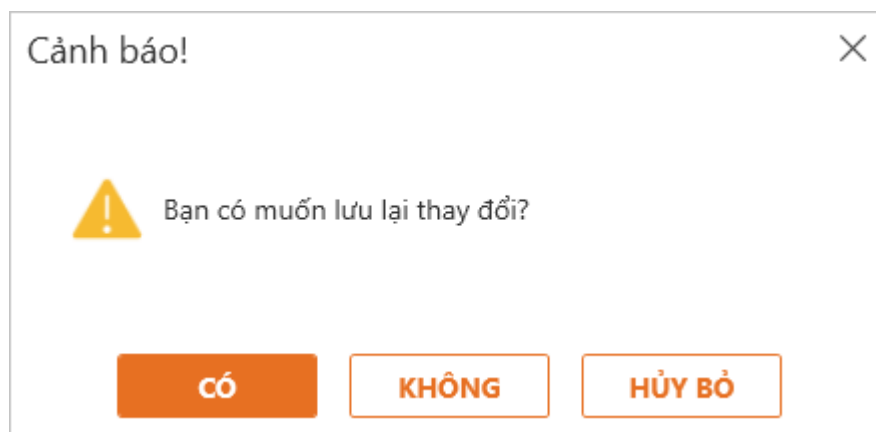 Cảnh báo!
Bạn có muốn lưu lại thay đổi?
CÓ KHÔNG HỦY BỎ